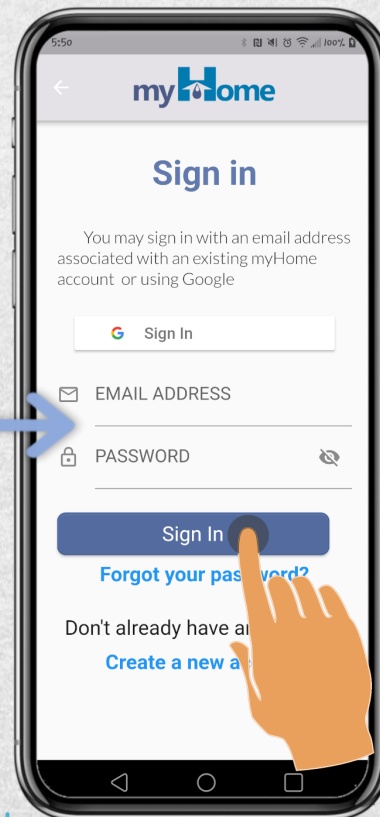 5:50 100%
myHome
Sign in
You may sign in with an email address
associated with an existing myHome
account or using Google
G Sign In
EMAIL ADDRESS
PASSWORD
Sign In
Forgot your
Don't already have
Create a new